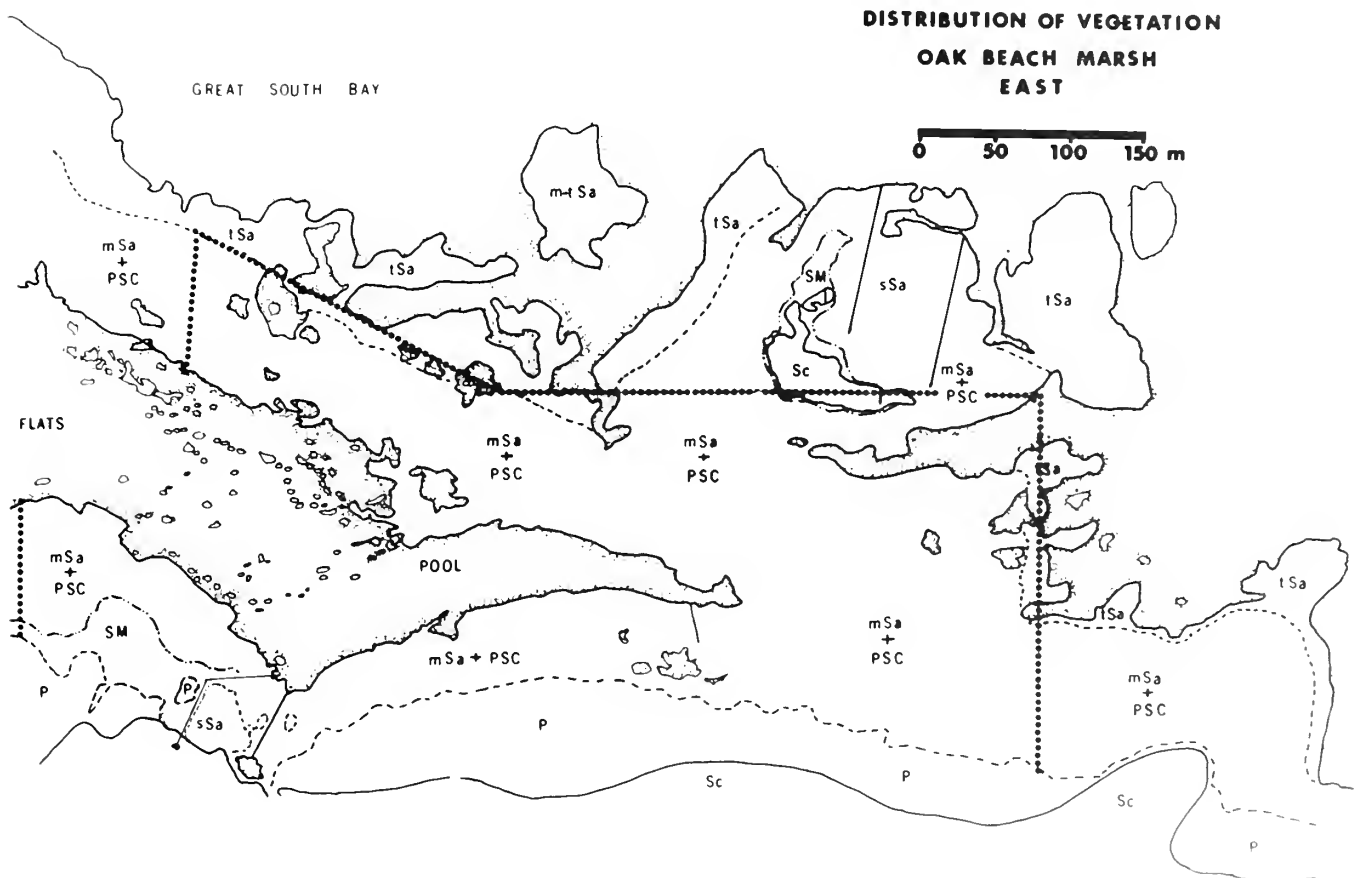 DISTRIBUTION OF VEGETATION
OAK BEACH MARSH
EAST
0 50 100 150 m
GREAT SOUTH BAY
m-tSa
tSa
tSa
tSa
mSa
+
PSC
SM
sSa
tSa
Sc
mSa
+
PSC
FLATS
mSa
+
PSC
mSa
+
PSC
mSa
+
PSC
POOL
tSa
tSa
SM
mSa
+
PSC
mSa + PSC
P
P
sSa
mSa
+
PSC
P
Sc
P
Sc
P